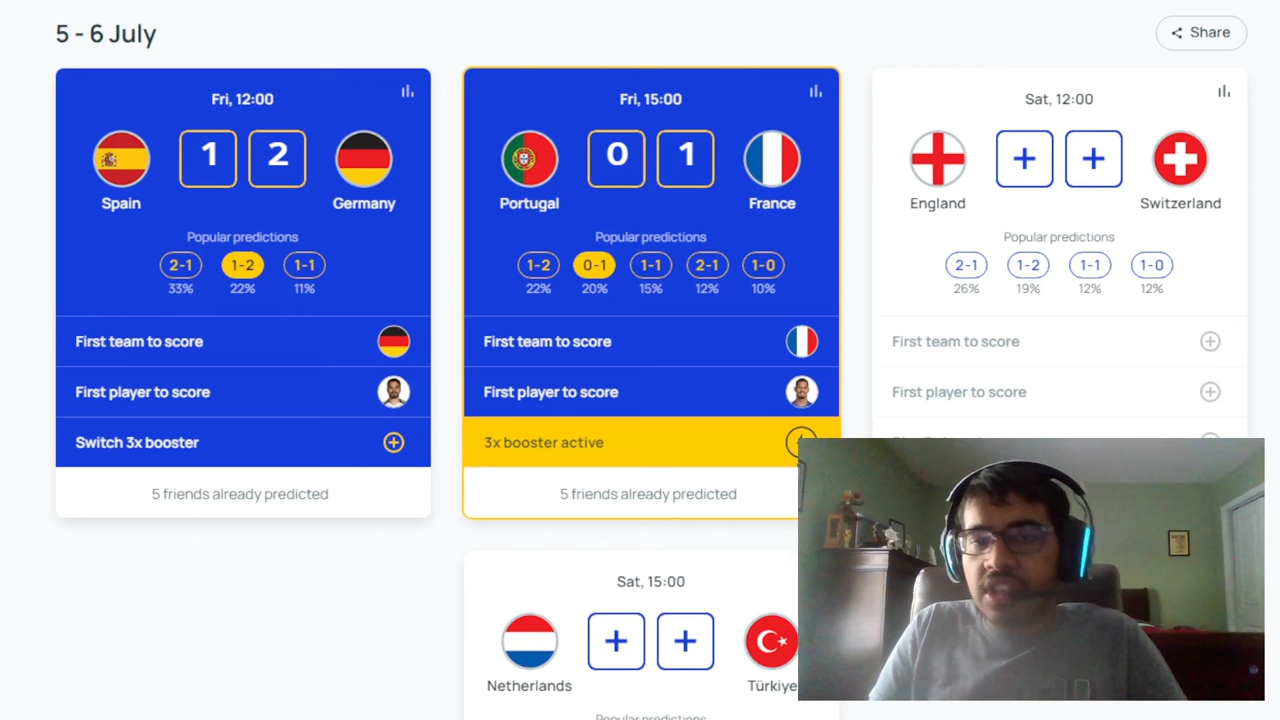 5 - 6 July
Share
Fri, 12:00
1 2
Spain
Germany
Popular predictions
2-1 1-2 1-1
33% 22% 11%
First team to score
First player to score
Switch 3x booster
5 friends already predicted
Fri, 15:00
0 1
Portugal
France
Popular predictions
1-2 0-1 1-1 2-1 1-0
22% 20% 15% 12% 10%
First team to score
First player to score
3x booster active
5 friends already predicted
Sat, 12:00
+ +
England
Switzerland
Popular predictions
2-1 1-2 1-1 1-0
26% 19% 12% 12%
First team to score
First player to score
Sat, 15:00
+ +
Netherlands
Türkiye
Popular predictions